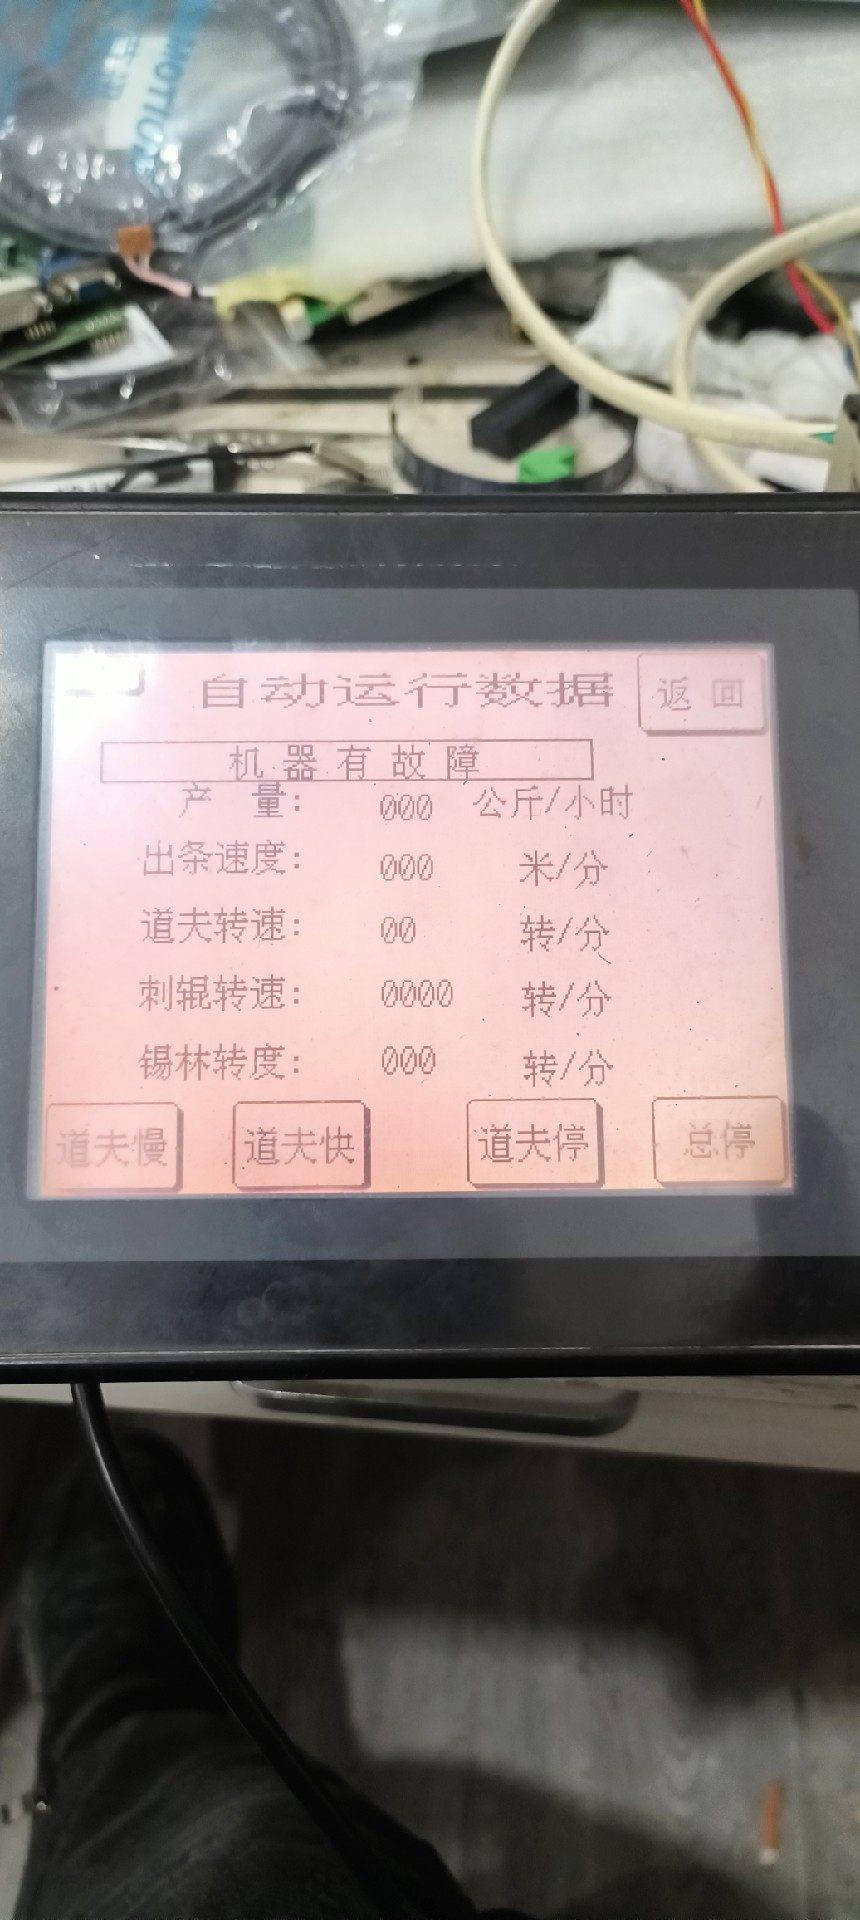 MOTION
自动运行数据 返回
机器有故障
产 量: 000 公斤/小时
出条速度: 000 米/分
道夫转速: 00 转/分
刺辊转速: 0000 转/分
锡林转度: 000 转/分
道夫慢 道夫快 道夫停 总停